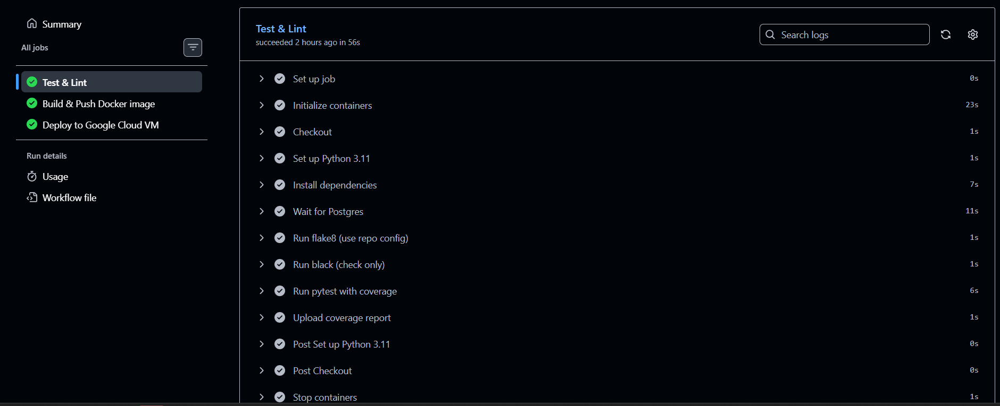 Summary
All jobs
Test & Lint
Build & Push Docker image
Deploy to Google Cloud VM
Run details
Usage
Workflow file
Test & Lint
succeeded 2 hours ago in 56s
Search logs
Set up job 0s
Initialize containers 23s
Checkout 1s
Set up Python 3.11 1s
Install dependencies 7s
Wait for Postgres 11s
Run flake8 (use repo config) 1s
Run black (check only) 1s
Run pytest with coverage 6s
Upload coverage report 1s
Post Set up Python 3.11 0s
Post Checkout 0s
Stop containers 1s